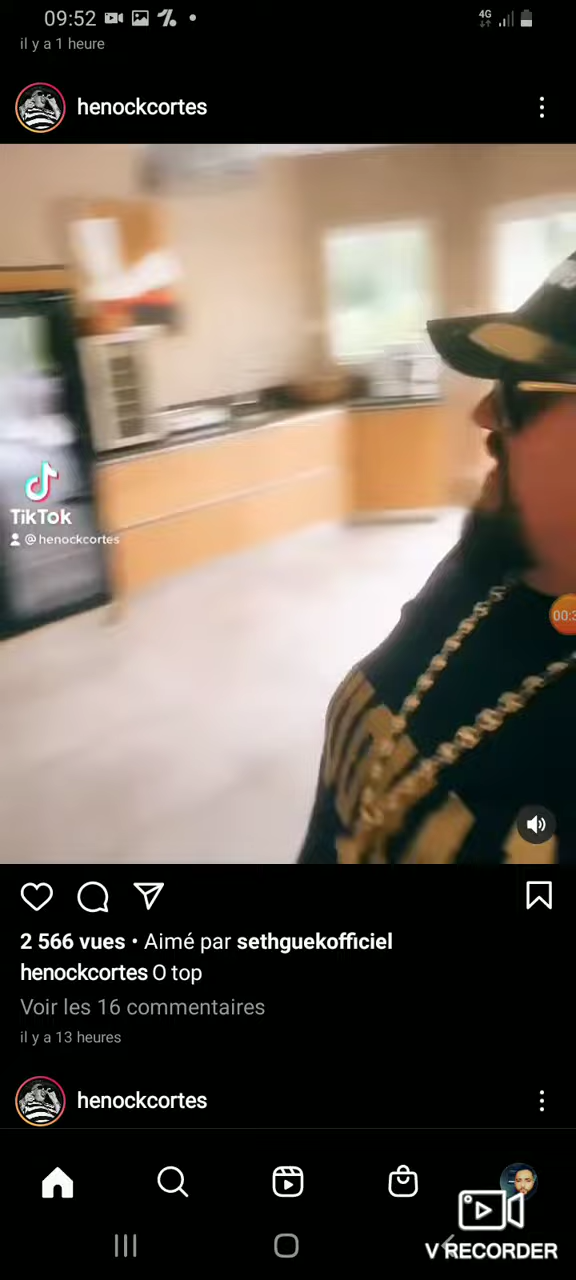 09:52
4G
il y a 1 heure
henockcortes
TikTok
@henockcortes
2 566 vues • Aimé par sethguekofficiel
henockcortes O top
Voir les 16 commentaires
il y a 13 heures
henockcortes
V RECORDER